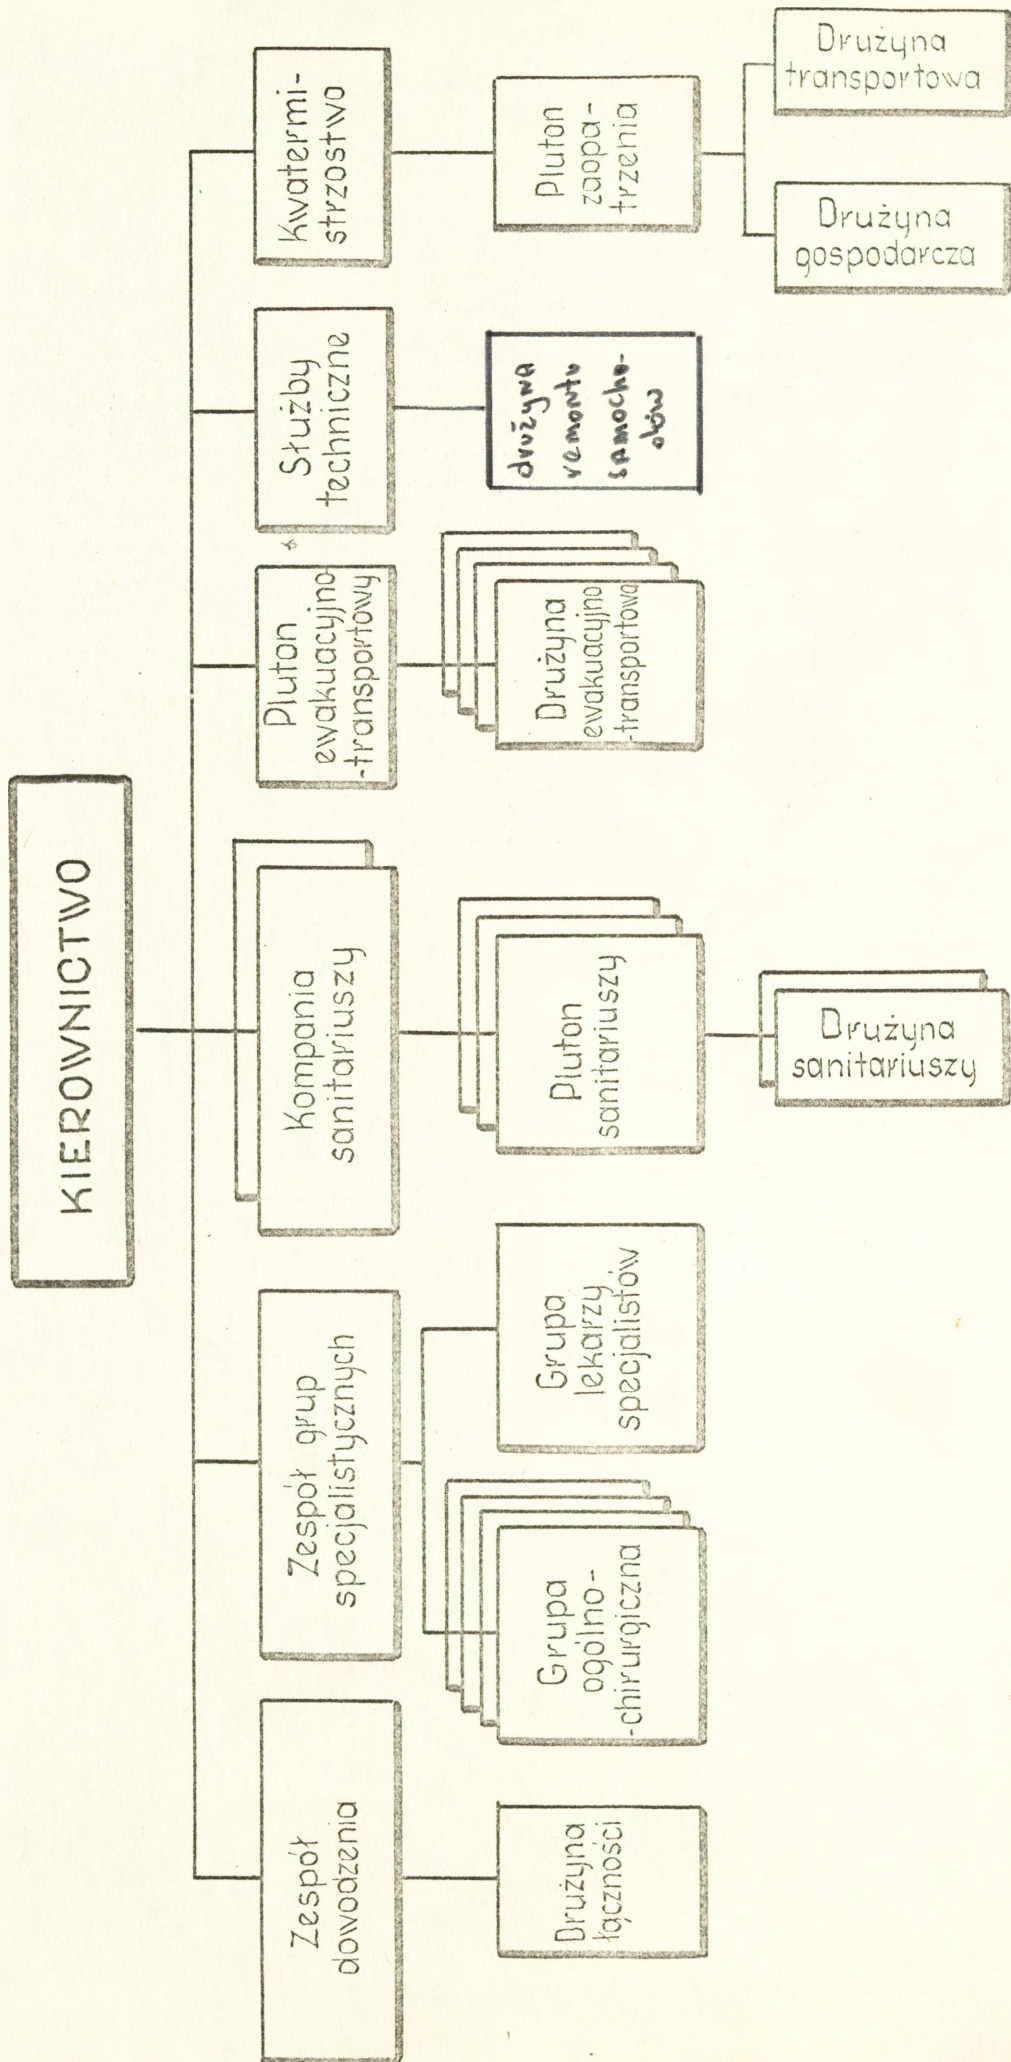 KIEROWNICTWO
Zespół
dowodzenia
Zespół grup
specjalistycznych
Kompania
sanitariuszy
Pluton
ewakuacyjno
-transportowy
Służby
techniczne
Kwatermi-
strzostwo
Drużyna
łączności
Grupa
ogólno-
-chirurgiczna
Grupa
lekarzy
specjalistów
Pluton
sanitariuszy
Drużyna
ewakuacyjno
-transportowa
drużyna
remontu
samocho-
dów
Pluton
zaopa-
trzenia
Drużyna
sanitariuszy
Drużyna
gospodarcza
Drużyna
transportowa